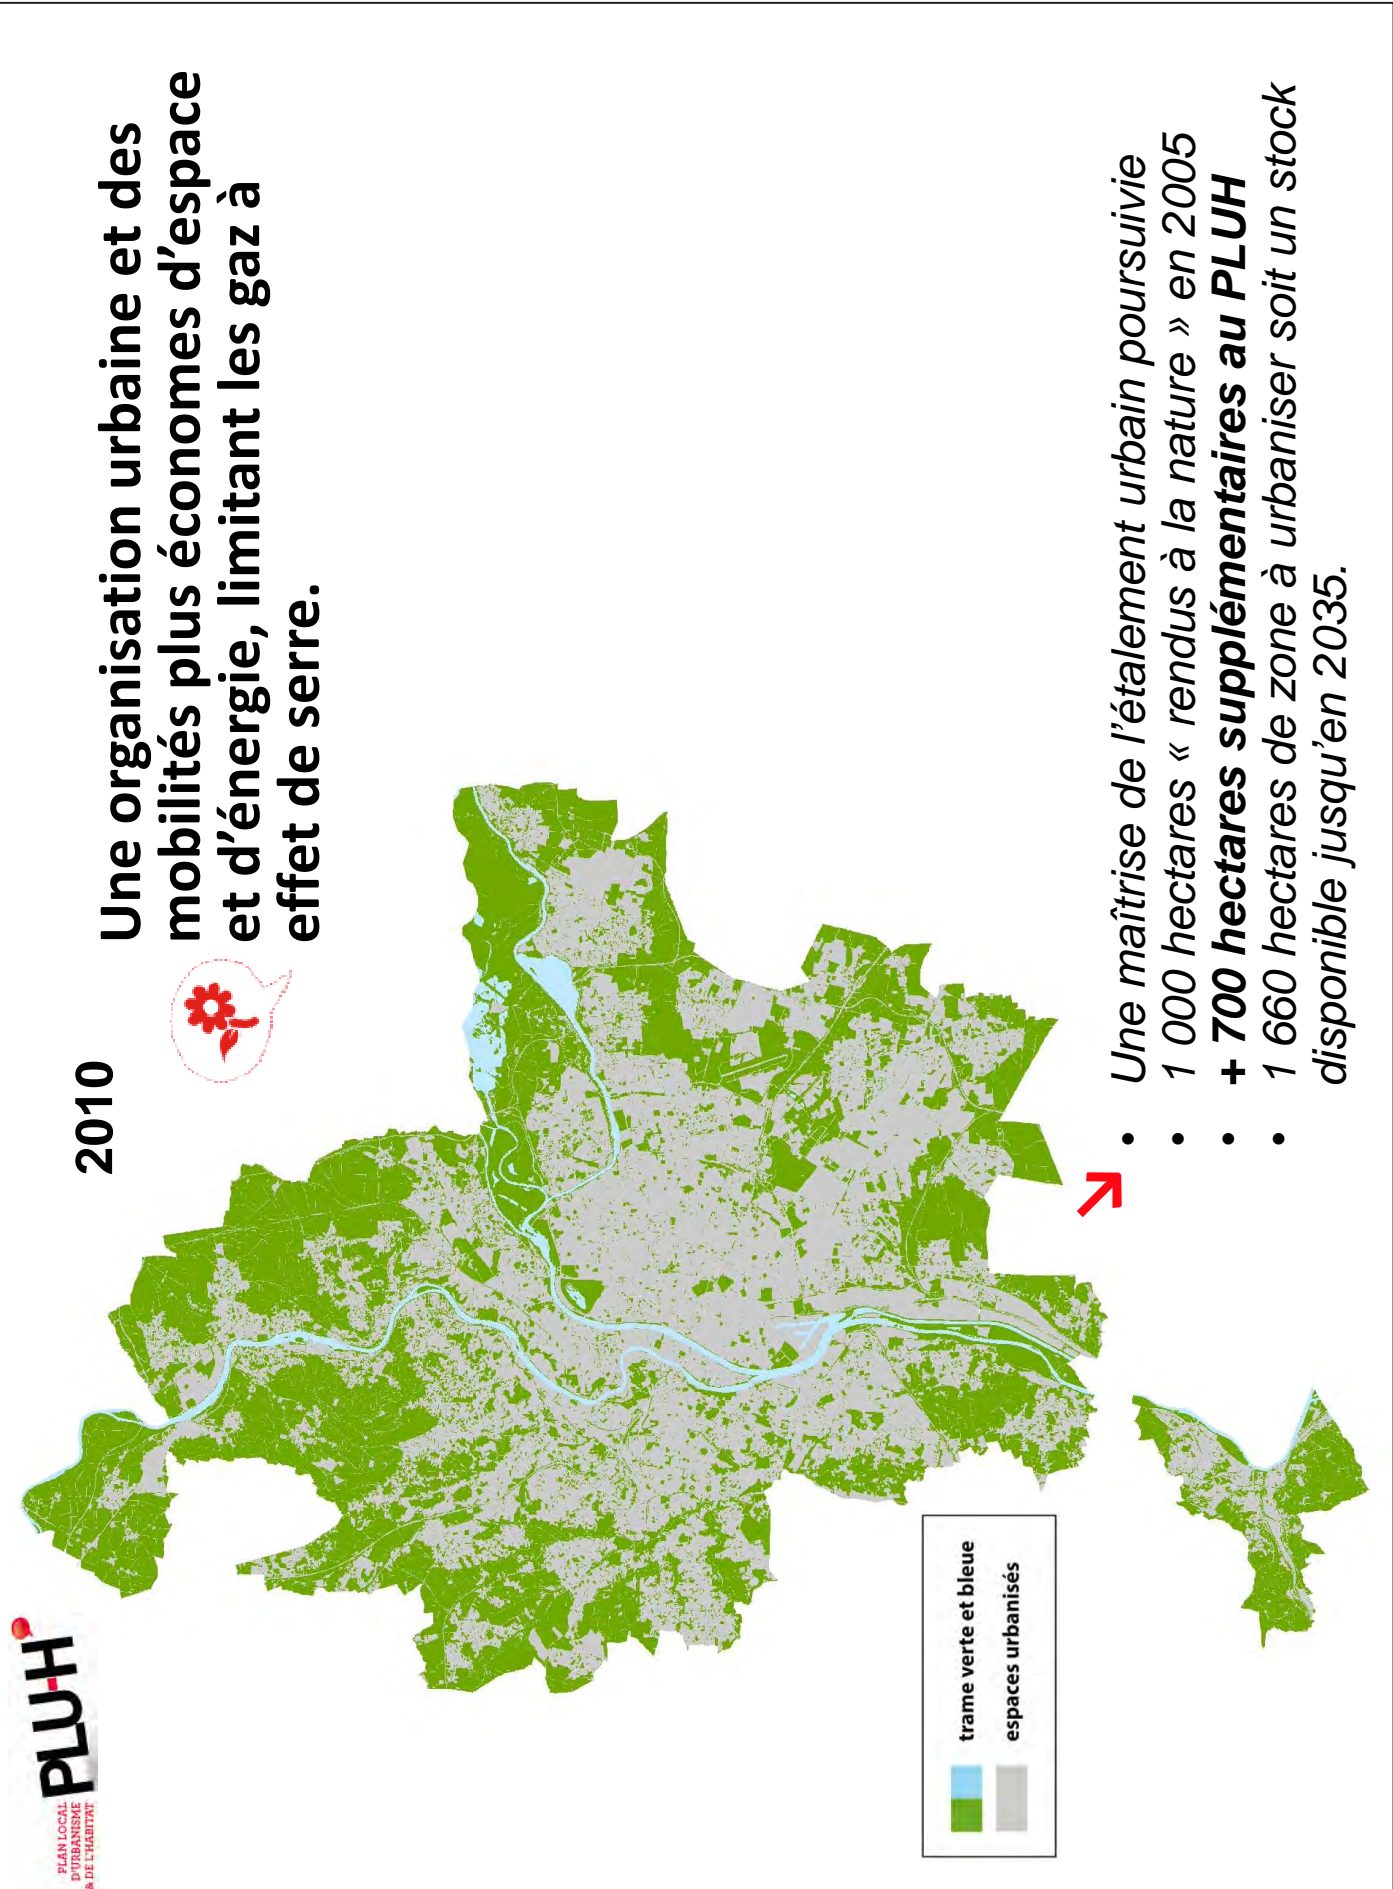 PLAN LOCAL
D'URBANISME
& DE L'HABITAT
PLU-H
2010
Une organisation urbaine et des
mobilités plus économes d'espace
et d'énergie, limitant les gaz à
effet de serre.
trame verte et bleue
espaces urbanisés
• Une maîtrise de l'étalement urbain poursuivie
• 1 000 hectares « rendus à la nature » en 2005
• + 700 hectares supplémentaires au PLUH
• 1 660 hectares de zone à urbaniser soit un stock
disponible jusqu'en 2035.